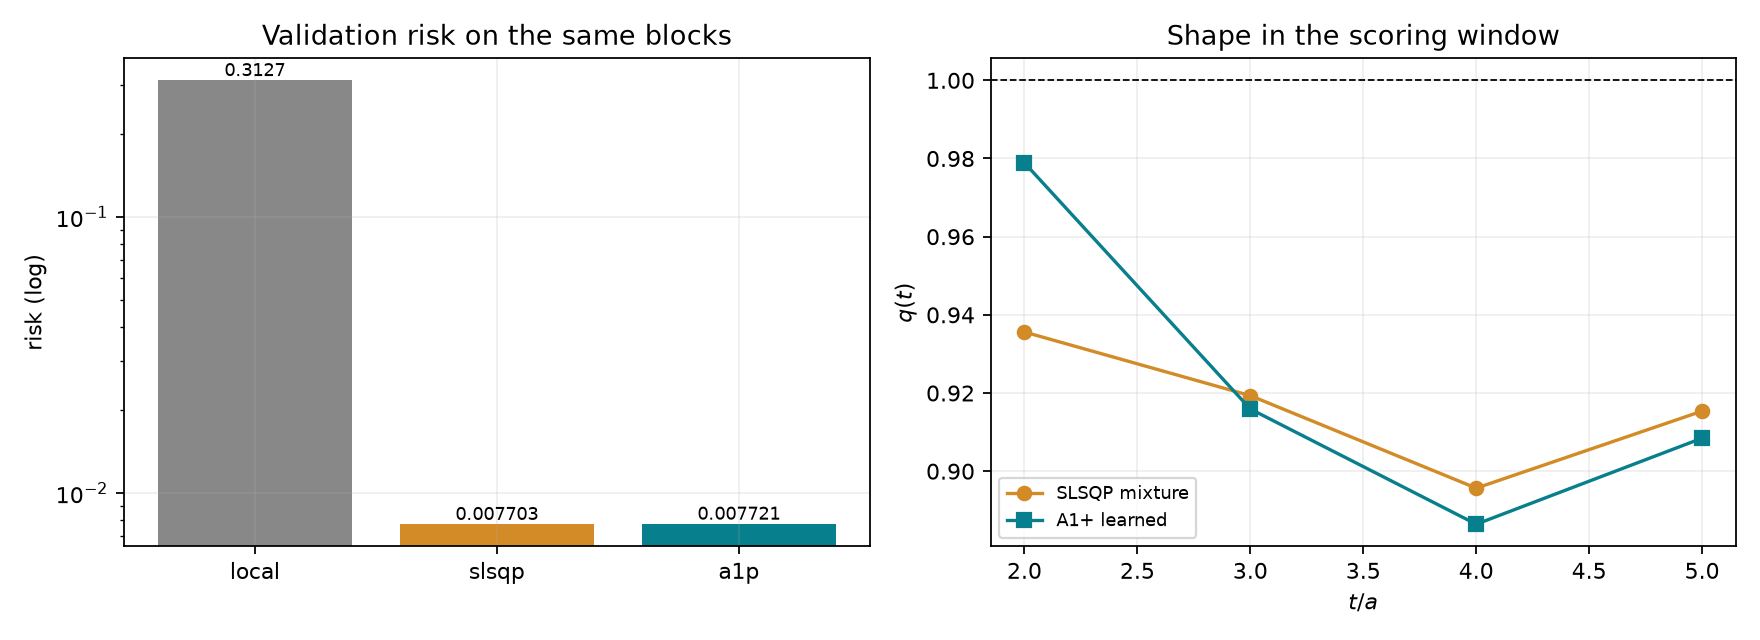 Validation risk on the same blocks
0.3127
10⁻¹
10⁻²
risk (log)
0.007703
0.007721
local
slsqp
a1p
Shape in the scoring window
1.00
0.98
0.96
0.94
0.92
0.90
q(t)
SLSQP mixture
A1+ learned
2.0
2.5
3.0
3.5
4.0
4.5
5.0
t/a